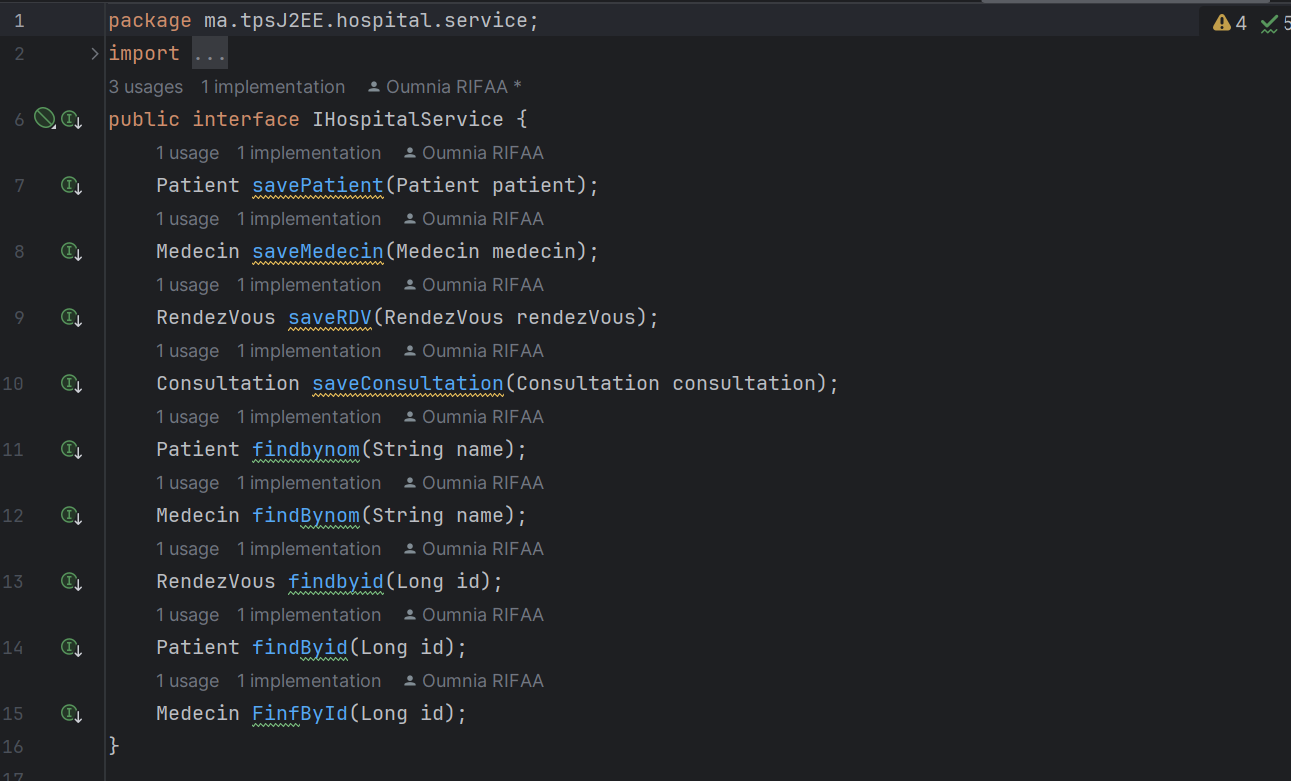 1 package ma.tpsJ2EE.hospital.service; 4 5
2 import ...
3 usages 1 implementation Oumnia RIFAA *
6 public interface IHospitalService {
1 usage 1 implementation Oumnia RIFAA
7 Patient savePatient(Patient patient);
1 usage 1 implementation Oumnia RIFAA
8 Medecin saveMedecin(Medecin medecin);
1 usage 1 implementation Oumnia RIFAA
9 RendezVous saveRDV(RendezVous rendezVous);
1 usage 1 implementation Oumnia RIFAA
10 Consultation saveConsultation(Consultation consultation);
1 usage 1 implementation Oumnia RIFAA
11 Patient findbynom(String name);
1 usage 1 implementation Oumnia RIFAA
12 Medecin findBynom(String name);
1 usage 1 implementation Oumnia RIFAA
13 RendezVous findbyid(Long id);
1 usage 1 implementation Oumnia RIFAA
14 Patient findByid(Long id);
1 usage 1 implementation Oumnia RIFAA
15 Medecin FinfById(Long id);
16 }
17